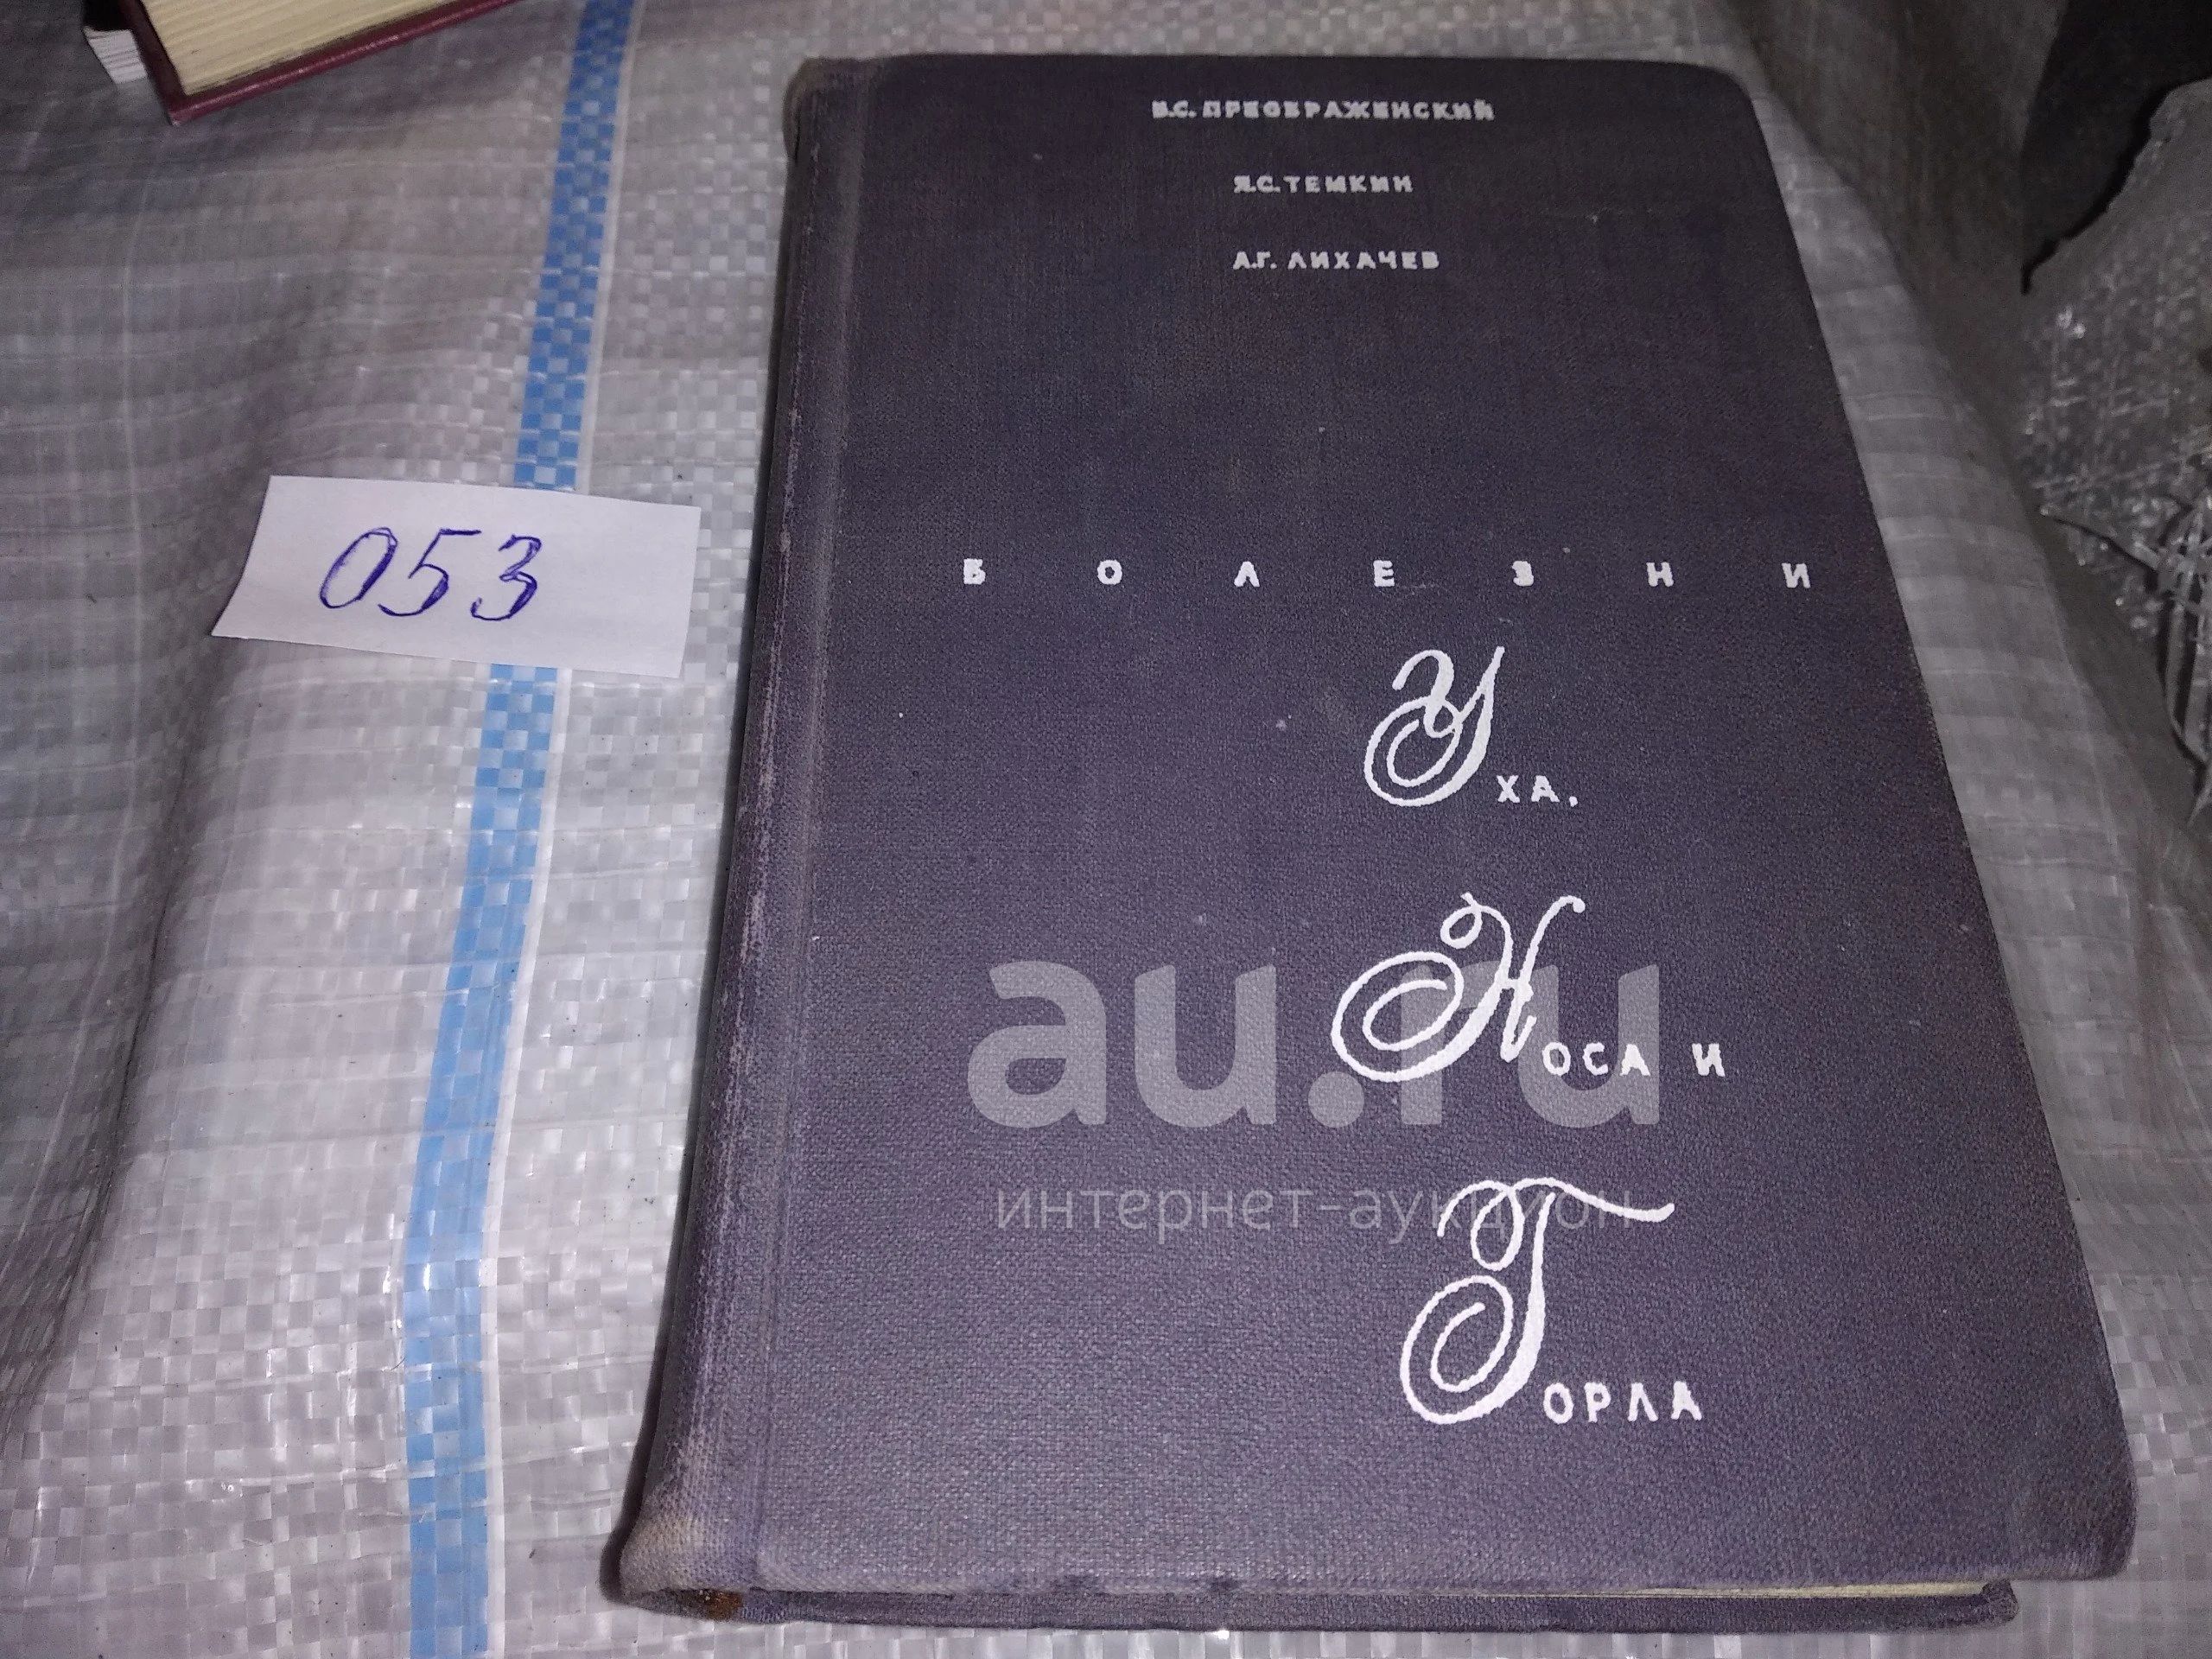 Б.С. ПРЕОБРАЖЕНСКИЙ
Я.С. ТЕМКИН
А.Г. ЛИХАЧЕВ
053
БОЛЕЗНИ
УХА,
НОСА И
ГОРЛА
au.ru
интернет-аукцион